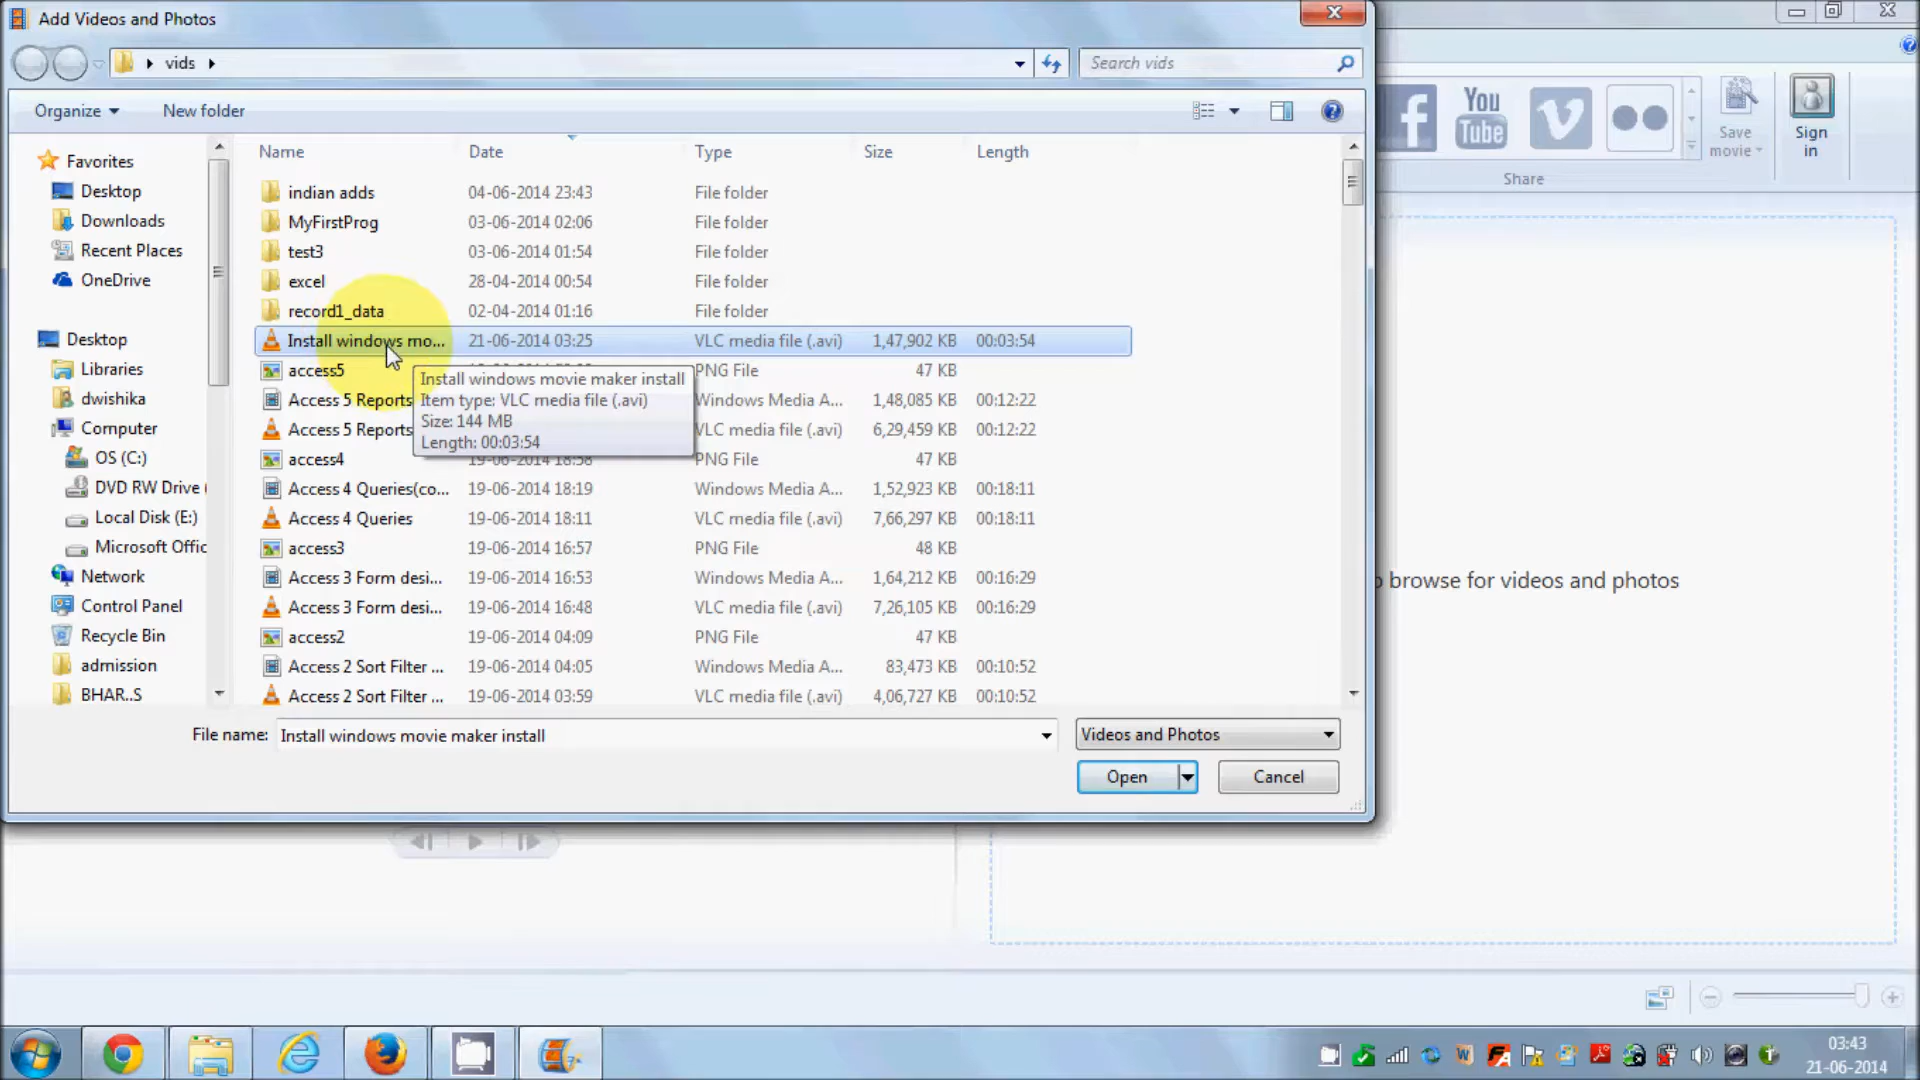 Add Videos and Photos
vids
Search vids
Organize
New folder
Name Date Type Size Length
Favorites
Desktop
Downloads
Recent Places
OneDrive
Desktop
Libraries
dwishika
Computer
OS (C:)
DVD RW Drive (
Local Disk (E:)
Microsoft Offic
Network
Control Panel
Recycle Bin
admission
BHAR..S
indian adds 04-06-2014 23:43 File folder
MyFirstProg 03-06-2014 02:06 File folder
test3 03-06-2014 01:54 File folder
excel 28-04-2014 00:54 File folder
record1_data 02-04-2014 01:16 File folder
Install windows mo... 21-06-2014 03:25 VLC media file (.avi) 1,47,902 KB 00:03:54
access5 PNG File 47 KB
Access 5 Reports Windows Media A... 1,48,085 KB 00:12:22
Access 5 Reports VLC media file (.avi) 6,29,459 KB 00:12:22
access4 19-06-2014 18:58 PNG File 47 KB
Access 4 Queries(co... 19-06-2014 18:19 Windows Media A... 1,52,923 KB 00:18:11
Access 4 Queries 19-06-2014 18:11 VLC media file (.avi) 7,66,297 KB 00:18:11
access3 19-06-2014 16:57 PNG File 48 KB
Access 3 Form desi... 19-06-2014 16:53 Windows Media A... 1,64,212 KB 00:16:29
Access 3 Form desi... 19-06-2014 16:48 VLC media file (.avi) 7,26,105 KB 00:16:29
access2 19-06-2014 04:09 PNG File 47 KB
Access 2 Sort Filter ... 19-06-2014 04:05 Windows Media A... 83,473 KB 00:10:52
Access 2 Sort Filter ... 19-06-2014 03:59 VLC media file (.avi) 4,06,727 KB 00:10:52
Install windows movie maker install
Item type: VLC media file (.avi)
Size: 144 MB
Length: 00:03:54
File name: Install windows movie maker install
Videos and Photos
Open
Cancel
You
Tube
Save
movie
Sign
in
Share
browse for videos and photos
03:43
21-06-2014